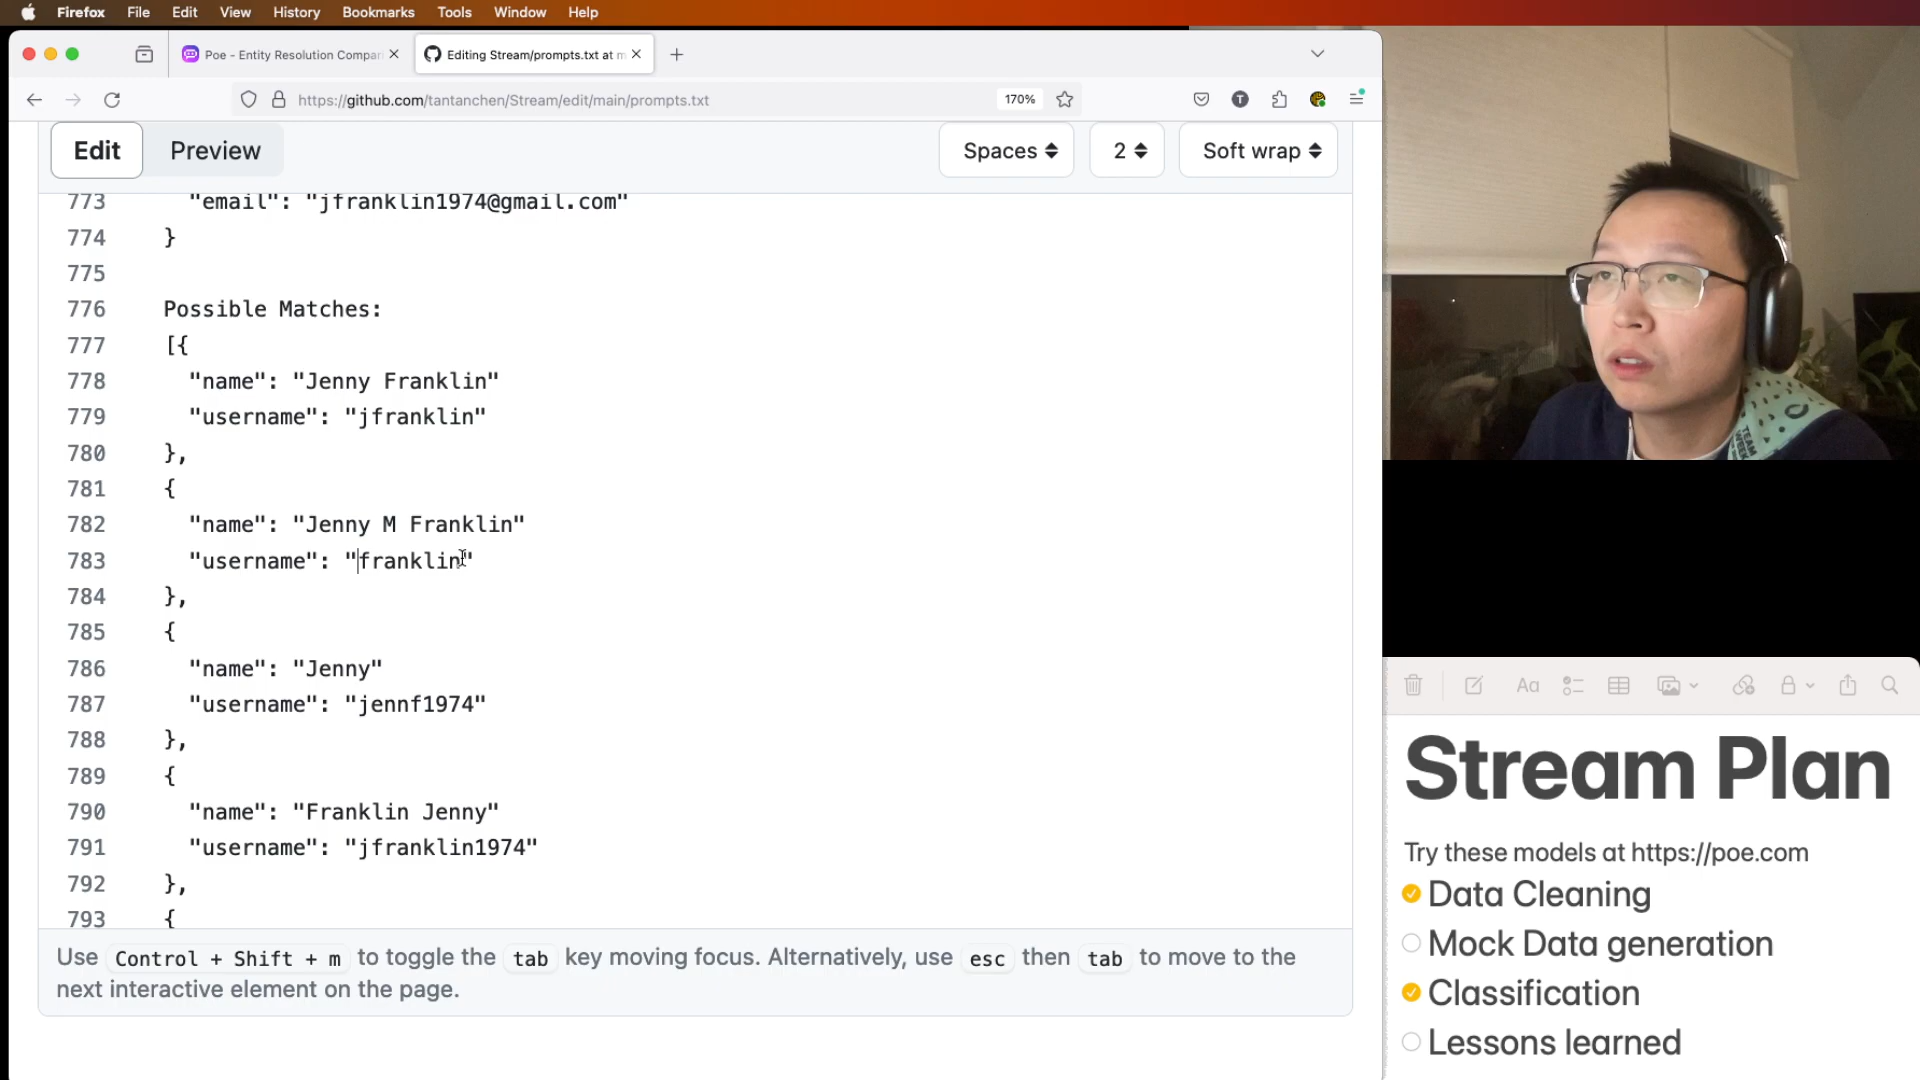 Firefox File Edit View History Bookmarks Tools Window Help
Poe - Entity Resolution Compar
Editing Stream/prompts.txt at m
https://github.com/tantanchen/Stream/edit/main/prompts.txt
170%
T
Edit
Preview
Spaces
2
Soft wrap
773 "email": "jfranklin1974@gmail.com"
774 }
775
776 Possible Matches:
777 [{
778 "name": "Jenny Franklin"
779 "username": "jfranklin"
780 },
781 {
782 "name": "Jenny M Franklin"
783 "username": "franklin"
784 },
785 {
786 "name": "Jenny"
787 "username": "jennf1974"
788 },
789 {
790 "name": "Franklin Jenny"
791 "username": "jfranklin1974"
792 },
793 {
Use Control + Shift + m to toggle the tab key moving focus. Alternatively, use esc then tab to move to the
next interactive element on the page.
TEAM
WEEK
Aa
Stream Plan
Try these models at https://poe.com
Data Cleaning
Mock Data generation
Classification
Lessons learned